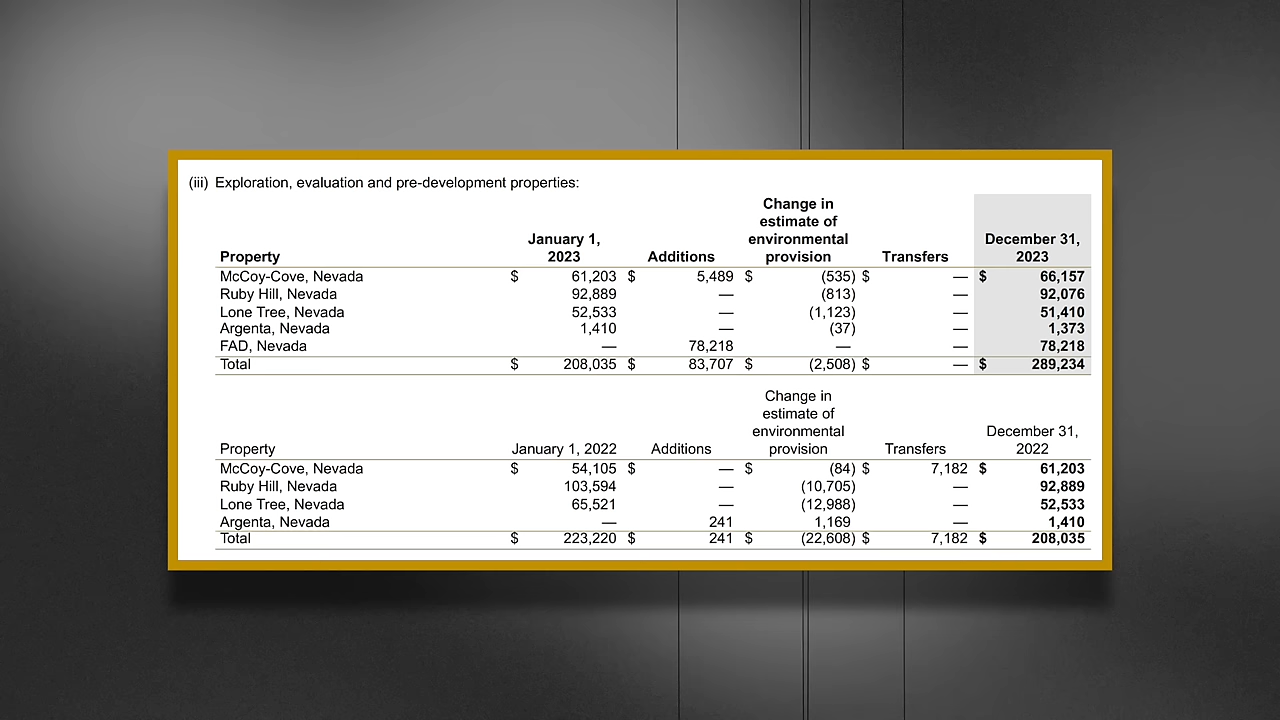 (iii) Exploration, evaluation and pre-development properties:
Change in
estimate of
January 1, environmental December 31,
Property 2023 Additions provision Transfers 2023
McCoy-Cove, Nevada $ 61,203 $ 5,489 $ (535) $ — $ 66,157
Ruby Hill, Nevada 92,889 — (813) — 92,076
Lone Tree, Nevada 52,533 — (1,123) — 51,410
Argenta, Nevada 1,410 — (37) — 1,373
FAD, Nevada — 78,218 — — 78,218
Total $ 208,035 $ 83,707 $ (2,508) $ — $ 289,234
Change in
estimate of
environmental December 31,
Property January 1, 2022 Additions provision Transfers 2022
McCoy-Cove, Nevada $ 54,105 $ — $ (84) $ 7,182 $ 61,203
Ruby Hill, Nevada 103,594 — (10,705) — 92,889
Lone Tree, Nevada 65,521 — (12,988) — 52,533
Argenta, Nevada — 241 1,169 — 1,410
Total $ 223,220 $ 241 $ (22,608) $ 7,182 $ 208,035